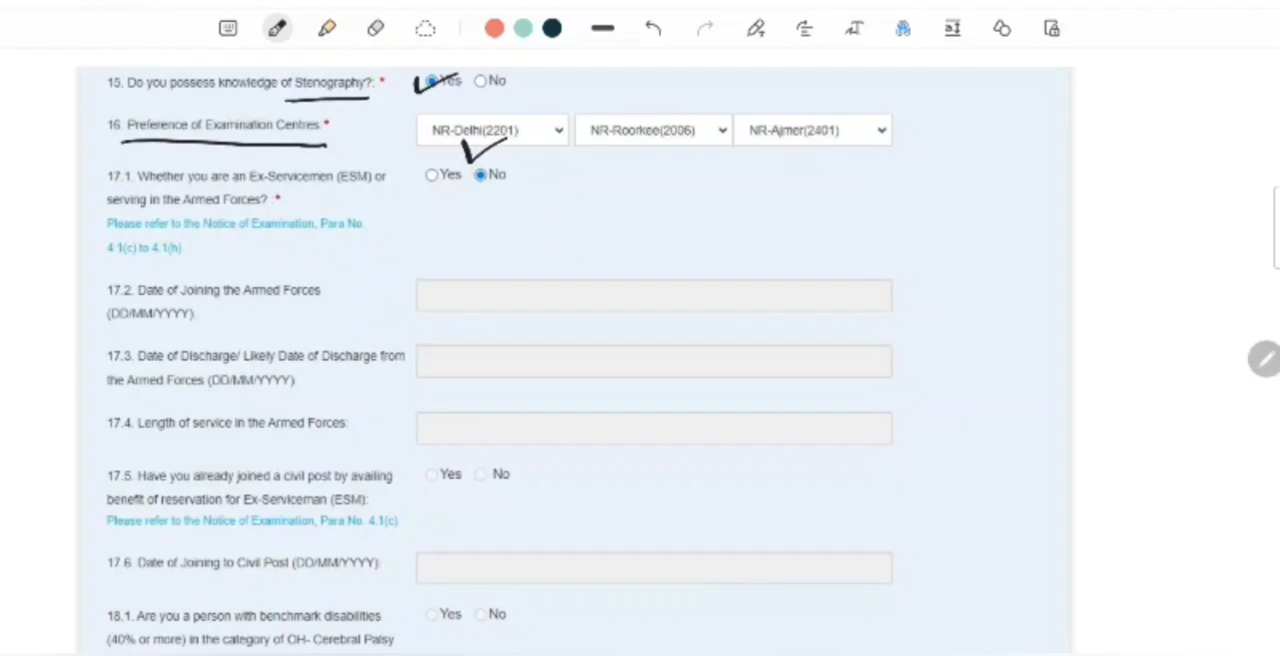 15. Do you possess knowledge of Stenography?: * Yes No
16. Preference of Examination Centres * NR-Delhi(2201) NR-Roorkee(2006) NR-Ajmer(2401)
17.1. Whether you are an Ex-Servicemen (ESM) or Yes No
serving in the Armed Forces? *
Please refer to the Notice of Examination, Para No.
4.1(c) to 4.1(h)
17.2. Date of Joining the Armed Forces
(DD/MM/YYYY)
17.3. Date of Discharge/ Likely Date of Discharge from
the Armed Forces (DD/MM/YYYY)
17.4. Length of service in the Armed Forces:
17.5. Have you already joined a civil post by availing Yes No
benefit of reservation for Ex-Serviceman (ESM):
Please refer to the Notice of Examination, Para No. 4.1(c)
17.6. Date of Joining to Civil Post (DD/MM/YYYY):
18.1. Are you a person with benchmark disabilities Yes No
(40% or more) in the category of OH- Cerebral Palsy